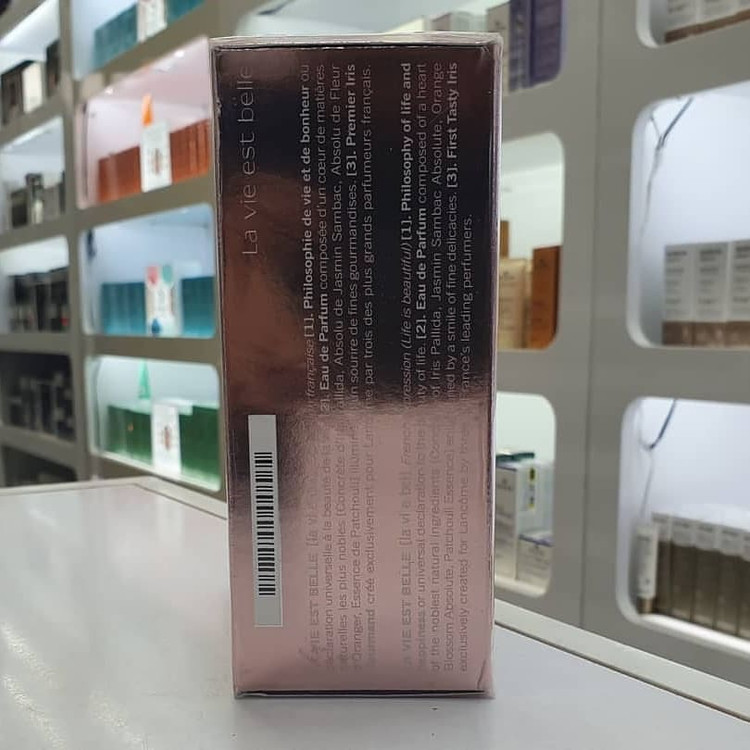 La vie est belle
LA VIE EST BELLE [la vie française [1]. Philosophie de vie et de bonheur ou
déclaration universelle à la beauté de la [2]. Eau de Parfum composée d'un cœur de matières
naturelles les plus nobles (Concrète d'Iris Pallida, Absolu de Jasmin Sambac, Absolu de Fleur
d'Oranger, Essence de Patchouli) illuminé un sourire de fines gourmandises. [3]. Premier Iris
Gourmand créé exclusivement pour Lancôme par trois des plus grands parfumeurs français.
LA VIE EST BELLE [la vi ɛ bɛl] French expression (Life is beautiful) [1]. Philosophy of life and
happiness or universal declaration to the beauty of life. [2]. Eau de Parfum composed of a heart
of the noblest natural ingredients (Concrete of Iris Pallida, Jasmin Sambac Absolute, Orange
Blossom Absolute, Patchouli Essence) by a smile of fine delicacies. [3]. First Tasty Iris
exclusively created for Lancôme by three of France's leading perfumers.